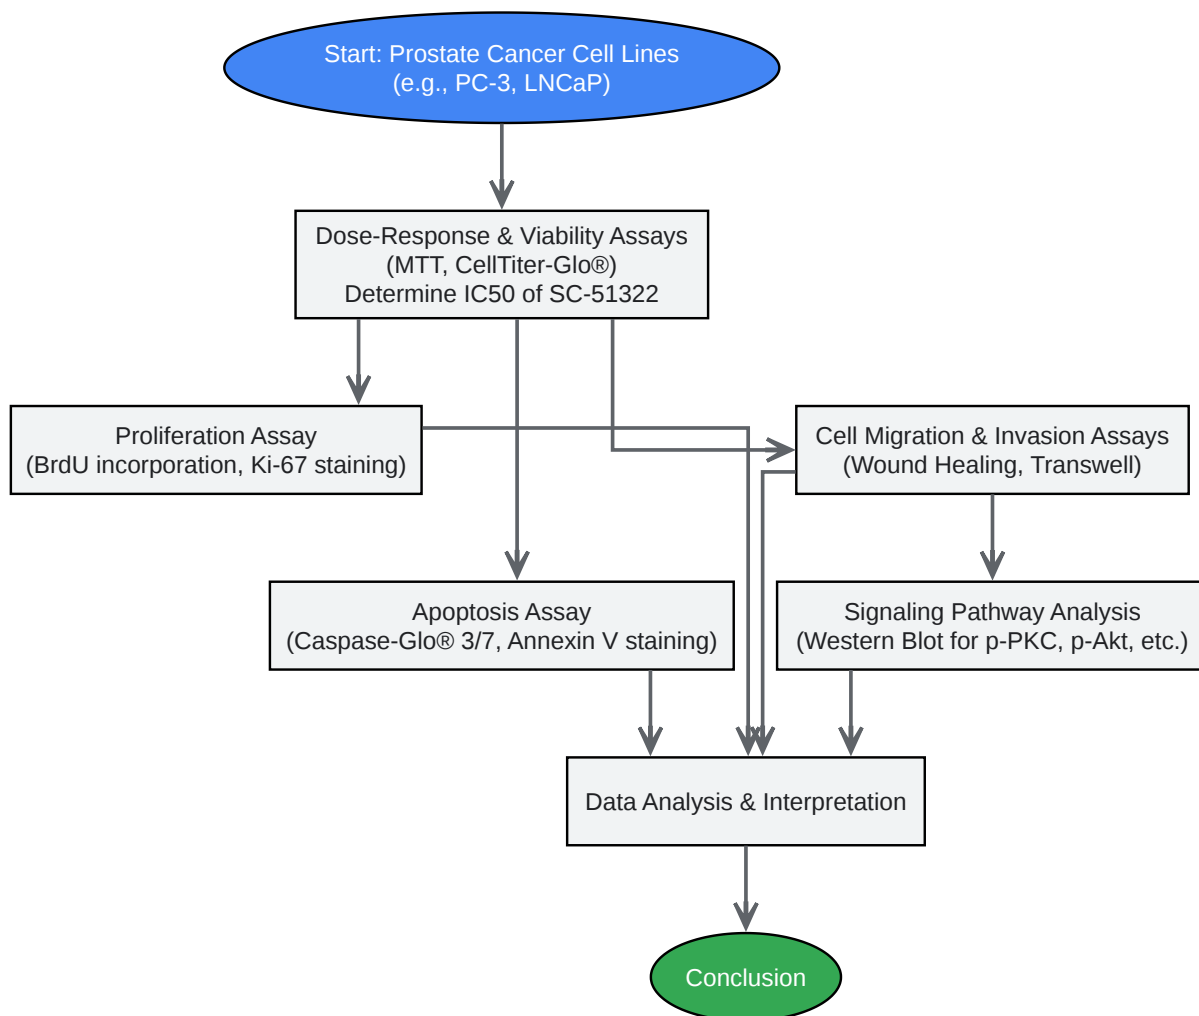 Start: Prostate Cancer Cell Lines
(e.g., PC-3, LNCaP)
Dose-Response & Viability Assays
(MTT, CellTiter-Glo®)
Determine IC50 of SC-51322
Proliferation Assay
(BrdU incorporation, Ki-67 staining)
Cell Migration & Invasion Assays
(Wound Healing, Transwell)
Apoptosis Assay
(Caspase-Glo® 3/7, Annexin V staining)
Signaling Pathway Analysis
(Western Blot for p-PKC, p-Akt, etc.)
Data Analysis & Interpretation
Conclusion